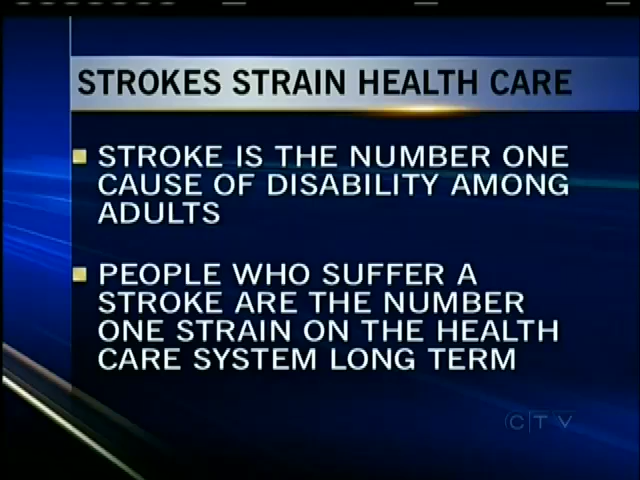 STROKES STRAIN HEALTH CARE
STROKE IS THE NUMBER ONE
CAUSE OF DISABILITY AMONG
ADULTS
PEOPLE WHO SUFFER A
STROKE ARE THE NUMBER
ONE STRAIN ON THE HEALTH
CARE SYSTEM LONG TERM
CTV